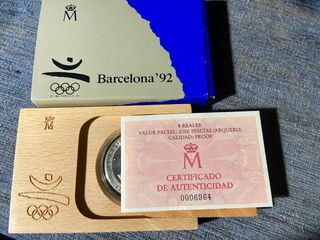 M
Barcelona'92
8 REALES
VALOR FACIAL: 2.000 PESETAS (ARQUERO)
CALIDAD: PROOF
M
CERTIFICADO
DE AUTENTICIDAD
0006964
M